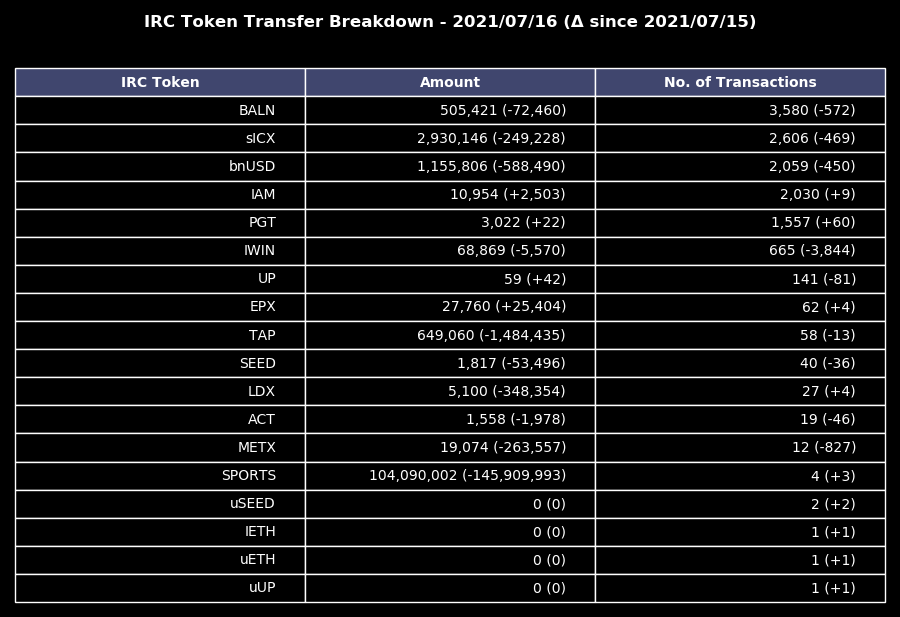 IRC Token Transfer Breakdown - 2021/07/16 (Δ since 2021/07/15)
IRC Token Amount No. of Transactions
BALN 505,421 (-72,460) 3,580 (-572)
sICX 2,930,146 (-249,228) 2,606 (-469)
bnUSD 1,155,806 (-588,490) 2,059 (-450)
IAM 10,954 (+2,503) 2,030 (+9)
PGT 3,022 (+22) 1,557 (+60)
IWIN 68,869 (-5,570) 665 (-3,844)
UP 59 (+42) 141 (-81)
EPX 27,760 (+25,404) 62 (+4)
TAP 649,060 (-1,484,435) 58 (-13)
SEED 1,817 (-53,496) 40 (-36)
LDX 5,100 (-348,354) 27 (+4)
ACT 1,558 (-1,978) 19 (-46)
METX 19,074 (-263,557) 12 (-827)
SPORTS 104,090,002 (-145,909,993) 4 (+3)
uSEED 0 (0) 2 (+2)
IETH 0 (0) 1 (+1)
uETH 0 (0) 1 (+1)
uUP 0 (0) 1 (+1)